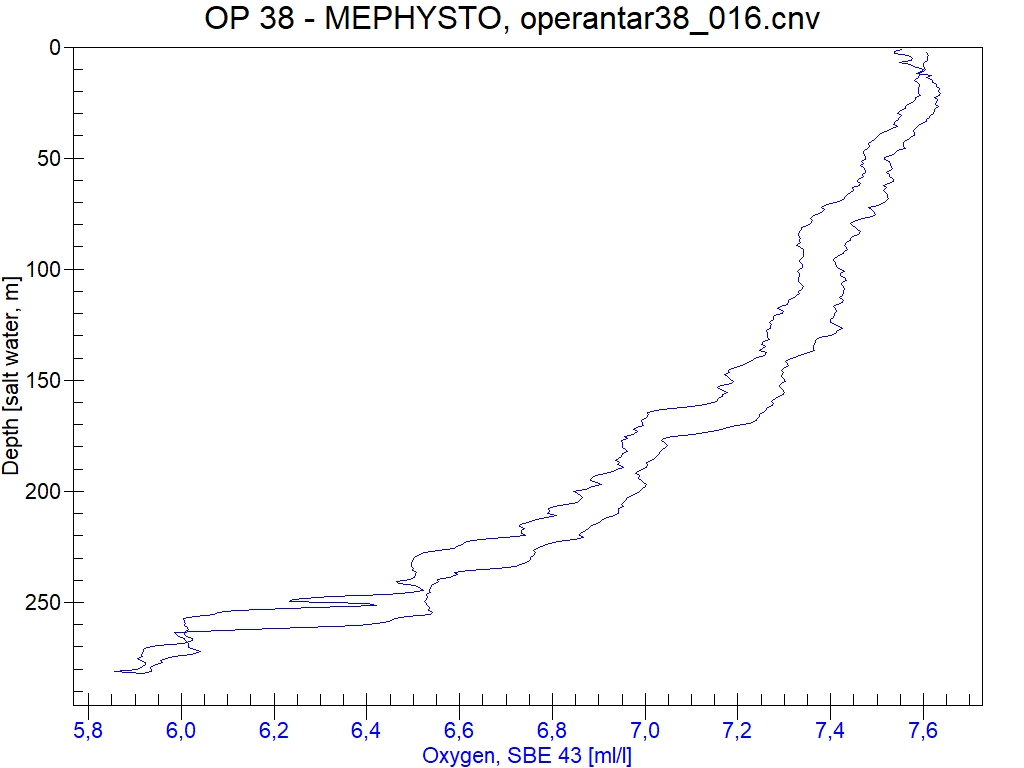 OP 38 - MEPHYSTO, operantar38_016.cnv
0
50
100
150
200
250
Depth [salt water, m]
5,8 6,0 6,2 6,4 6,6 6,8 7,0 7,2 7,4 7,6
Oxygen, SBE 43 [ml/l]